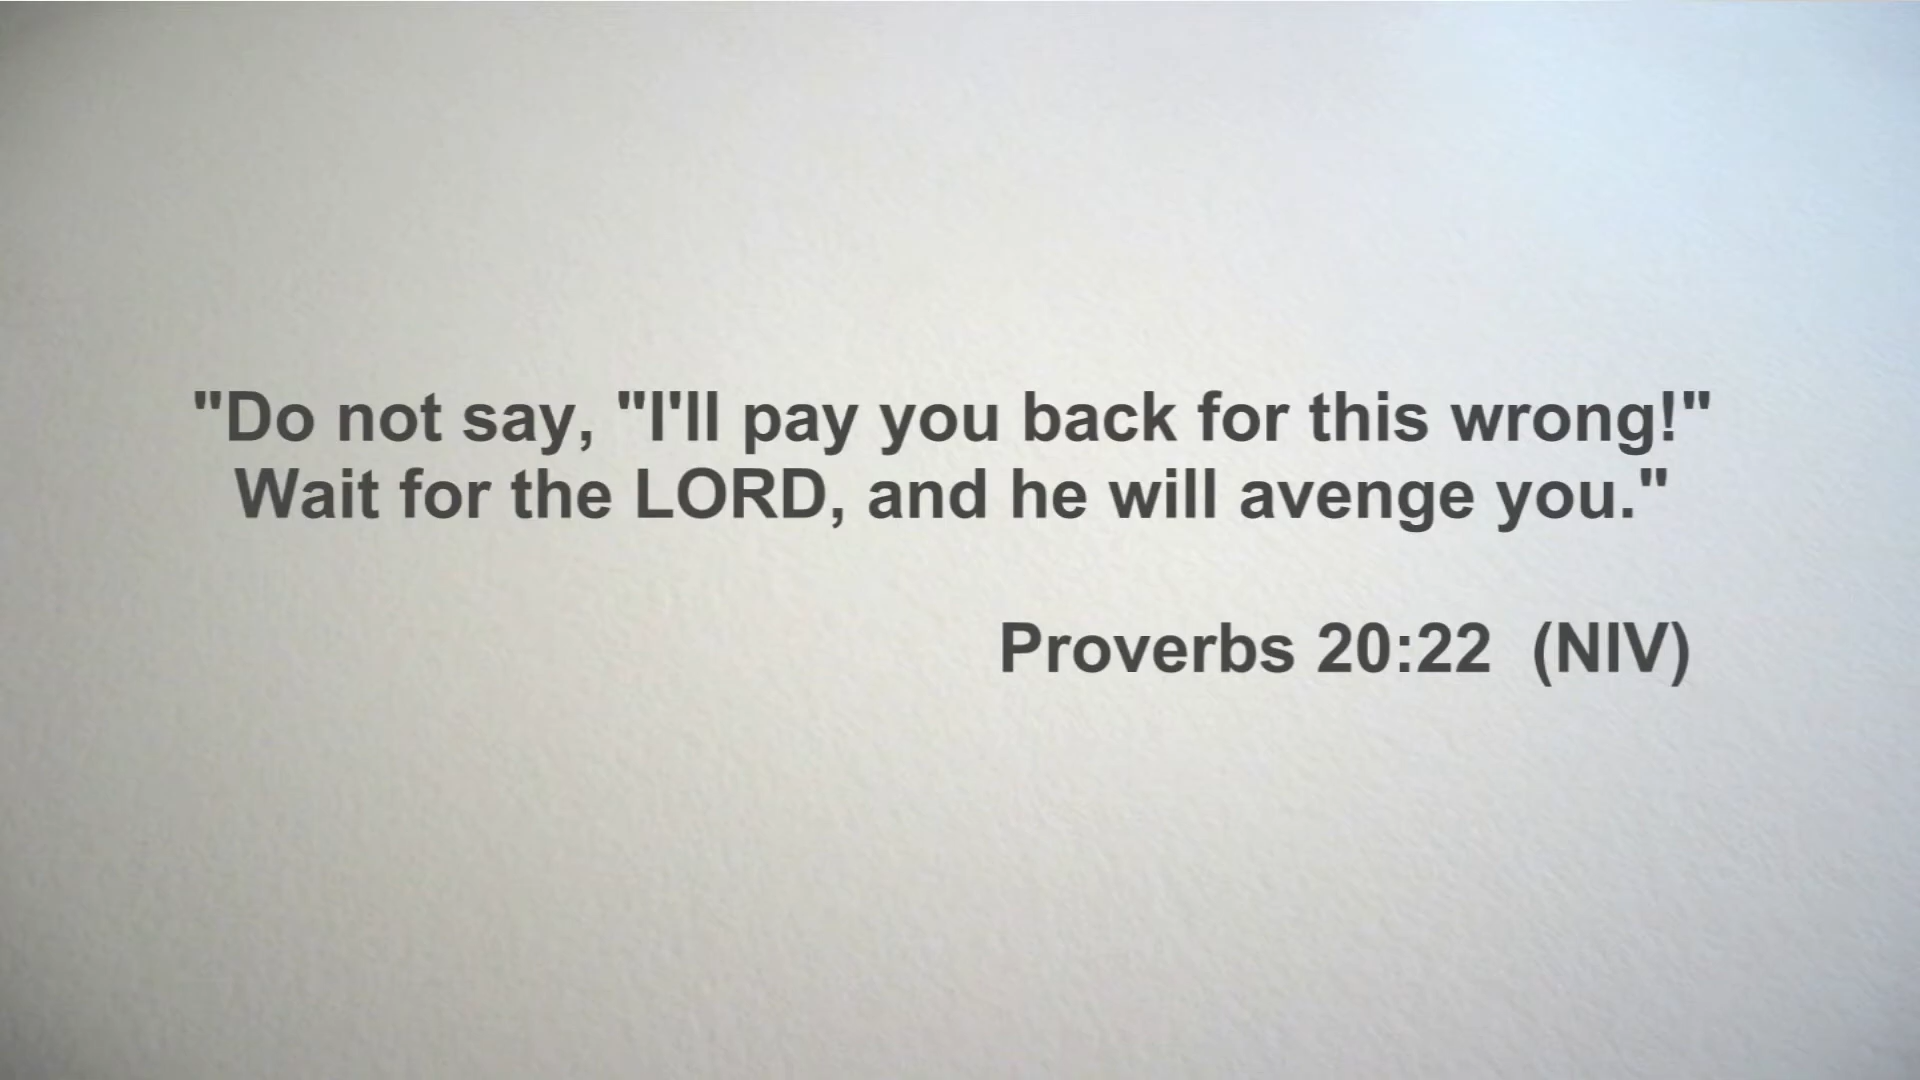 "Do not say, "I'll pay you back for this wrong!"
Wait for the LORD, and he will avenge you."
Proverbs 20:22  (NIV)